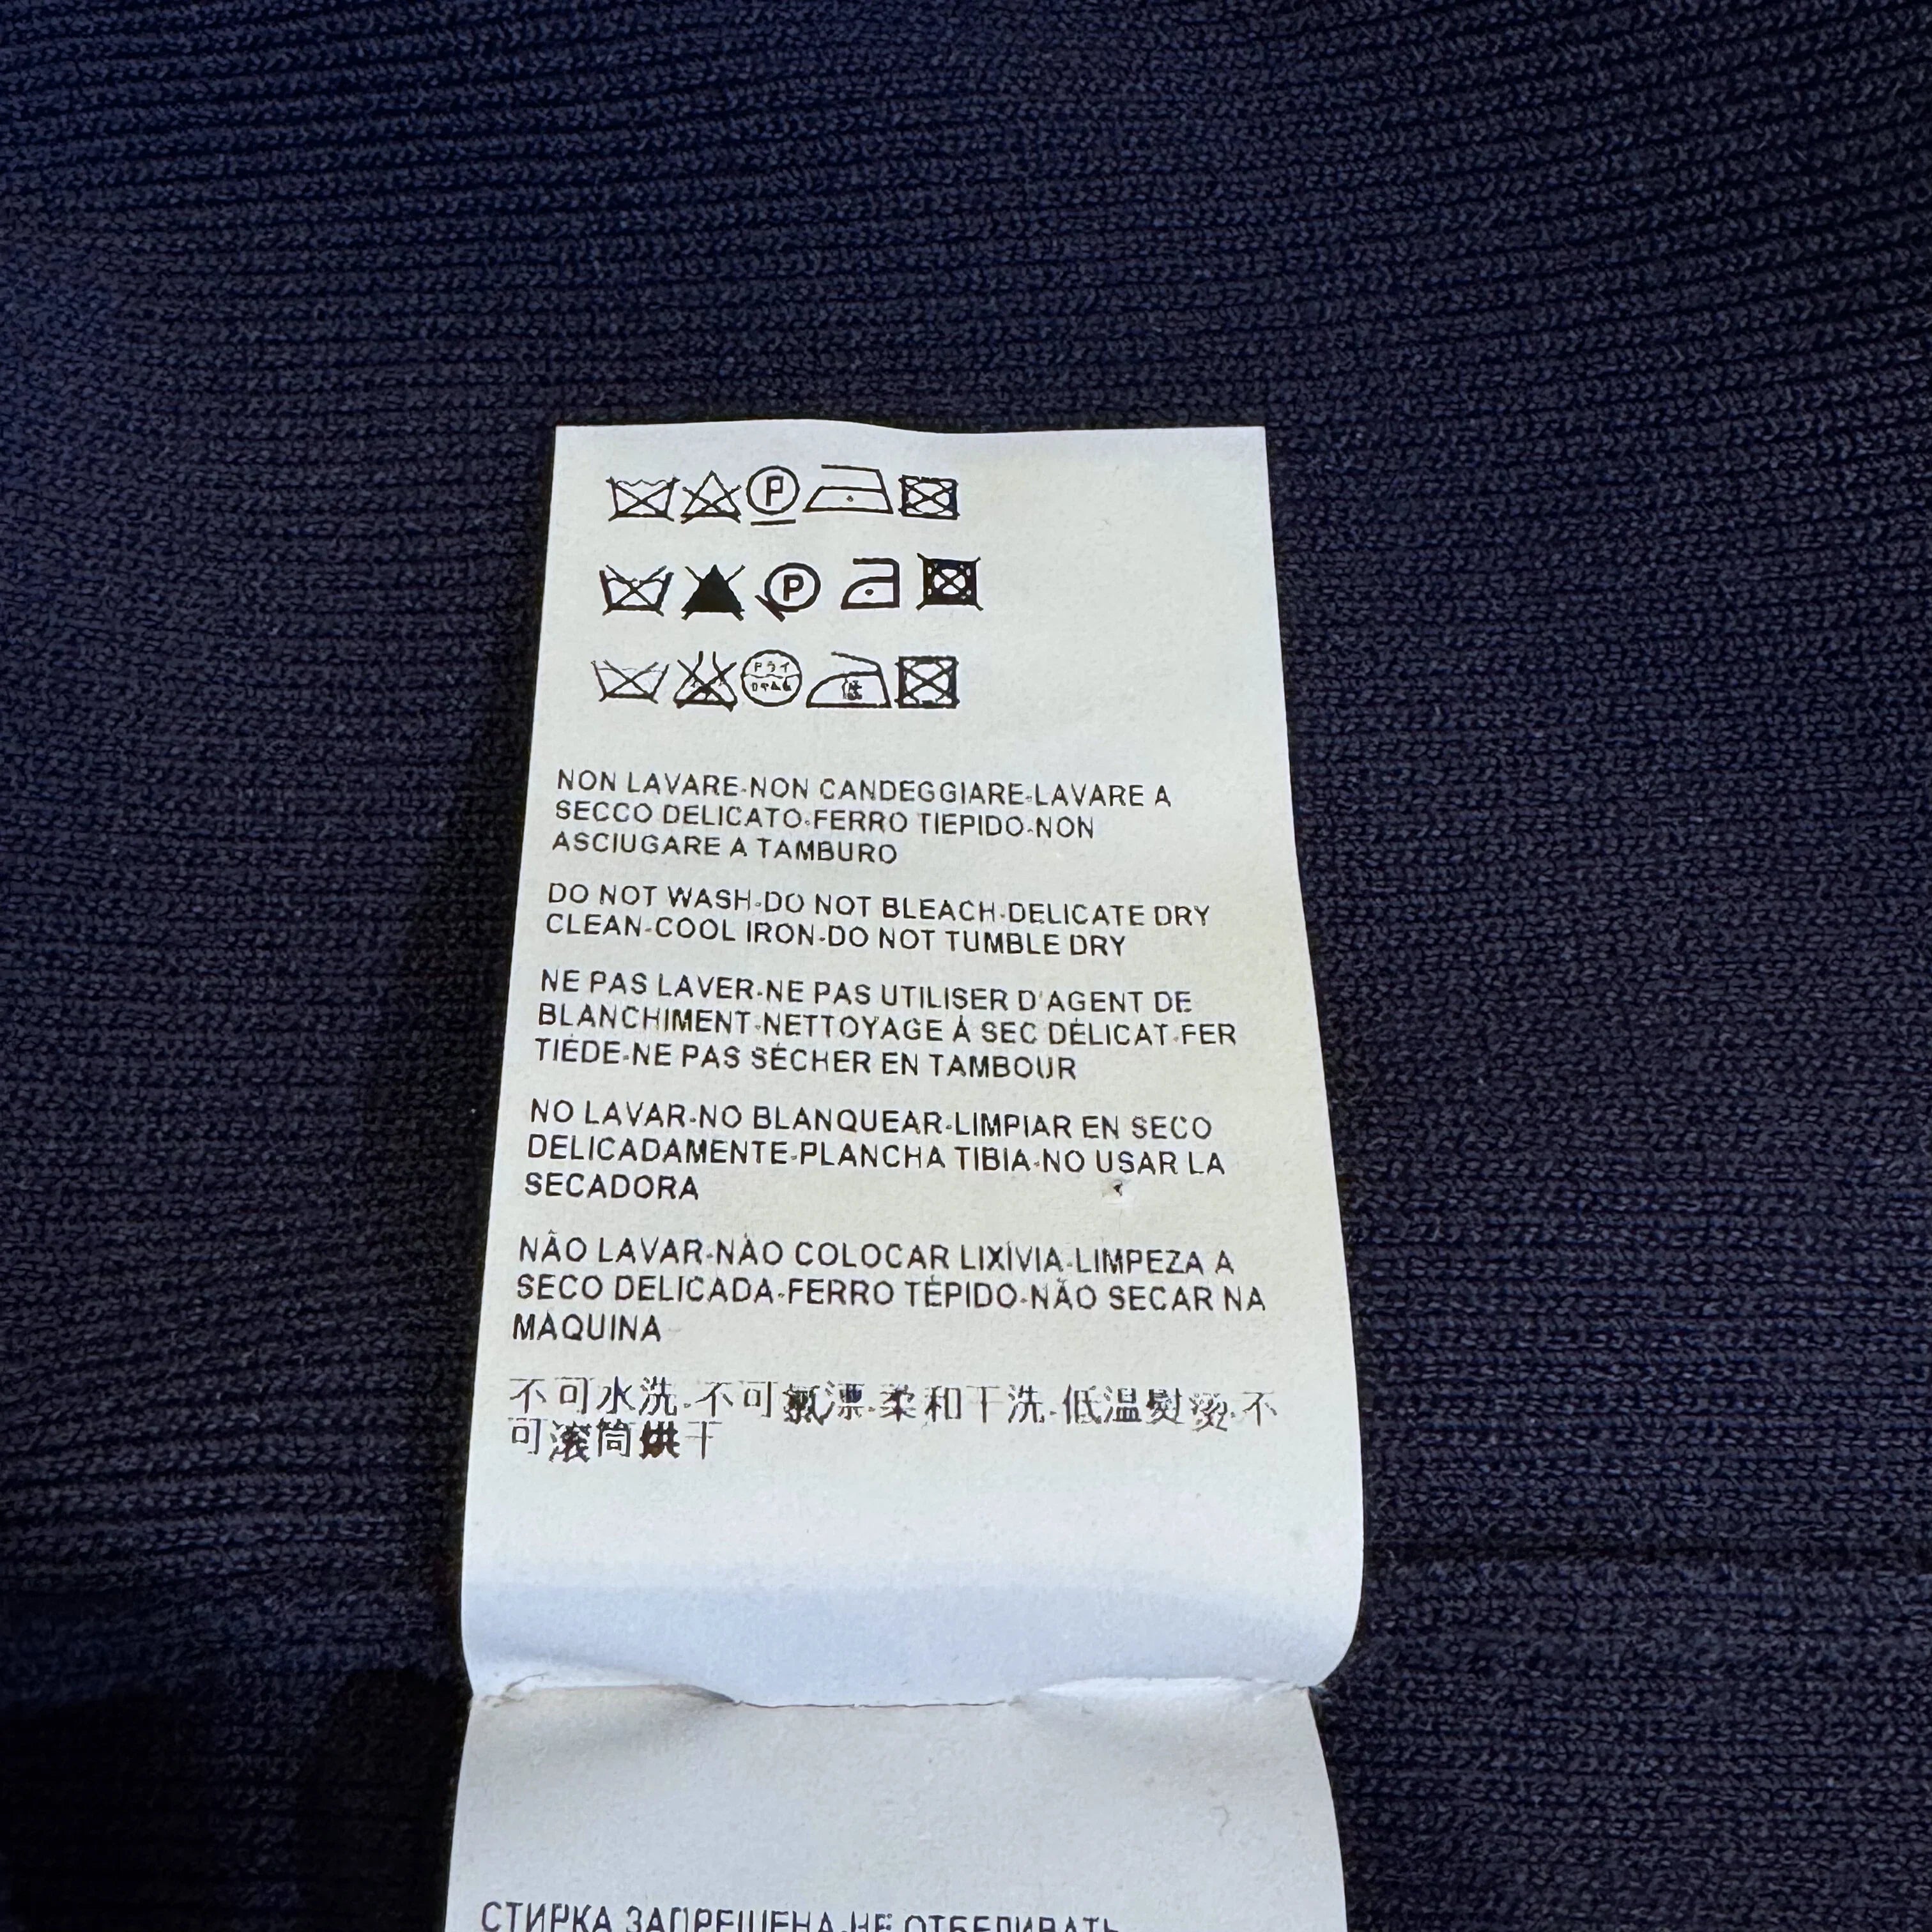 P
P
Pライ
低
NON LAVARE-NON CANDEGGIARE-LAVARE A
SECCO DELICATO-FERRO TIEPIDO-NON
ASCIUGARE A TAMBURO
DO NOT WASH-DO NOT BLEACH-DELICATE DRY
CLEAN-COOL IRON-DO NOT TUMBLE DRY
NE PAS LAVER-NE PAS UTILISER D'AGENT DE
BLANCHIMENT-NETTOYAGE À SEC DÉLICAT-FER
TIÈDE-NE PAS SÉCHER EN TAMBOUR
NO LAVAR-NO BLANQUEAR-LIMPIAR EN SECO
DELICADAMENTE-PLANCHA TIBIA-NO USAR LA
SECADORA
NÃO LAVAR-NÃO COLOCAR LIXÍVIA-LIMPEZA A
SECO DELICADA-FERRO TÉPIDO-NÃO SECAR NA
MÁQUINA
不可水洗-不可氯漂-柔和干洗-低温熨烫-不
可滚筒烘干
СТИРКА ЗАПРЕЩЕНА-НЕ ОТБЕЛИВАТЬ